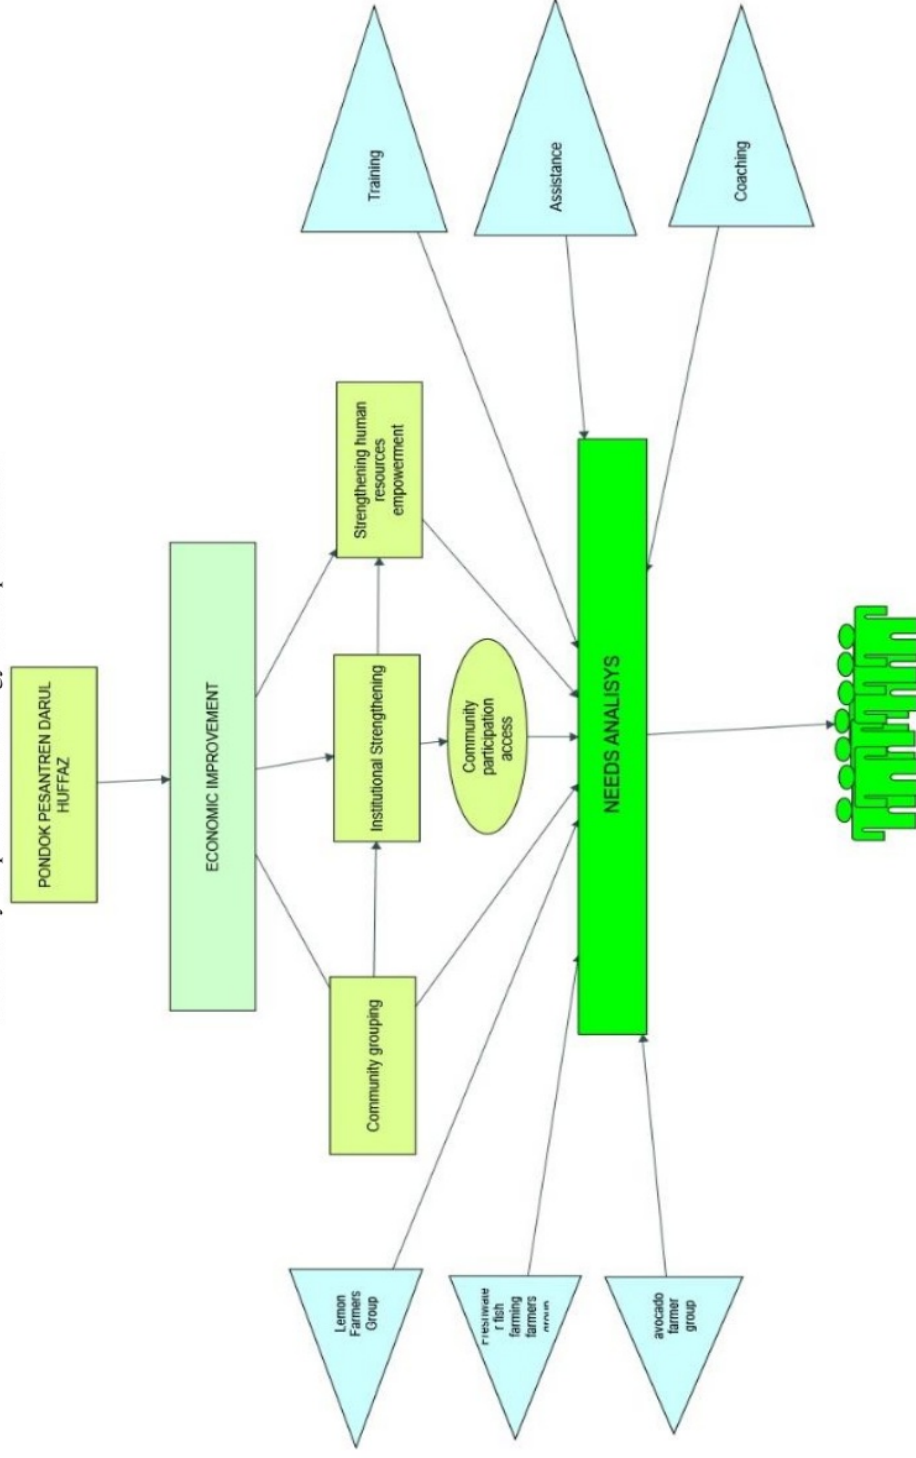 PONDOK PESANTREN DARUL
HUFFAZ
ECONOMIC IMPROVEMENT
Community grouping
Institutional Strengthening
Strengthening human
resources
empowerment
Community
participation
access
Lemon
Farmers
Group
r fish
farming
farmers
avocado
farmer
group
NEEDS ANALISYS
Training
Assistance
Coaching